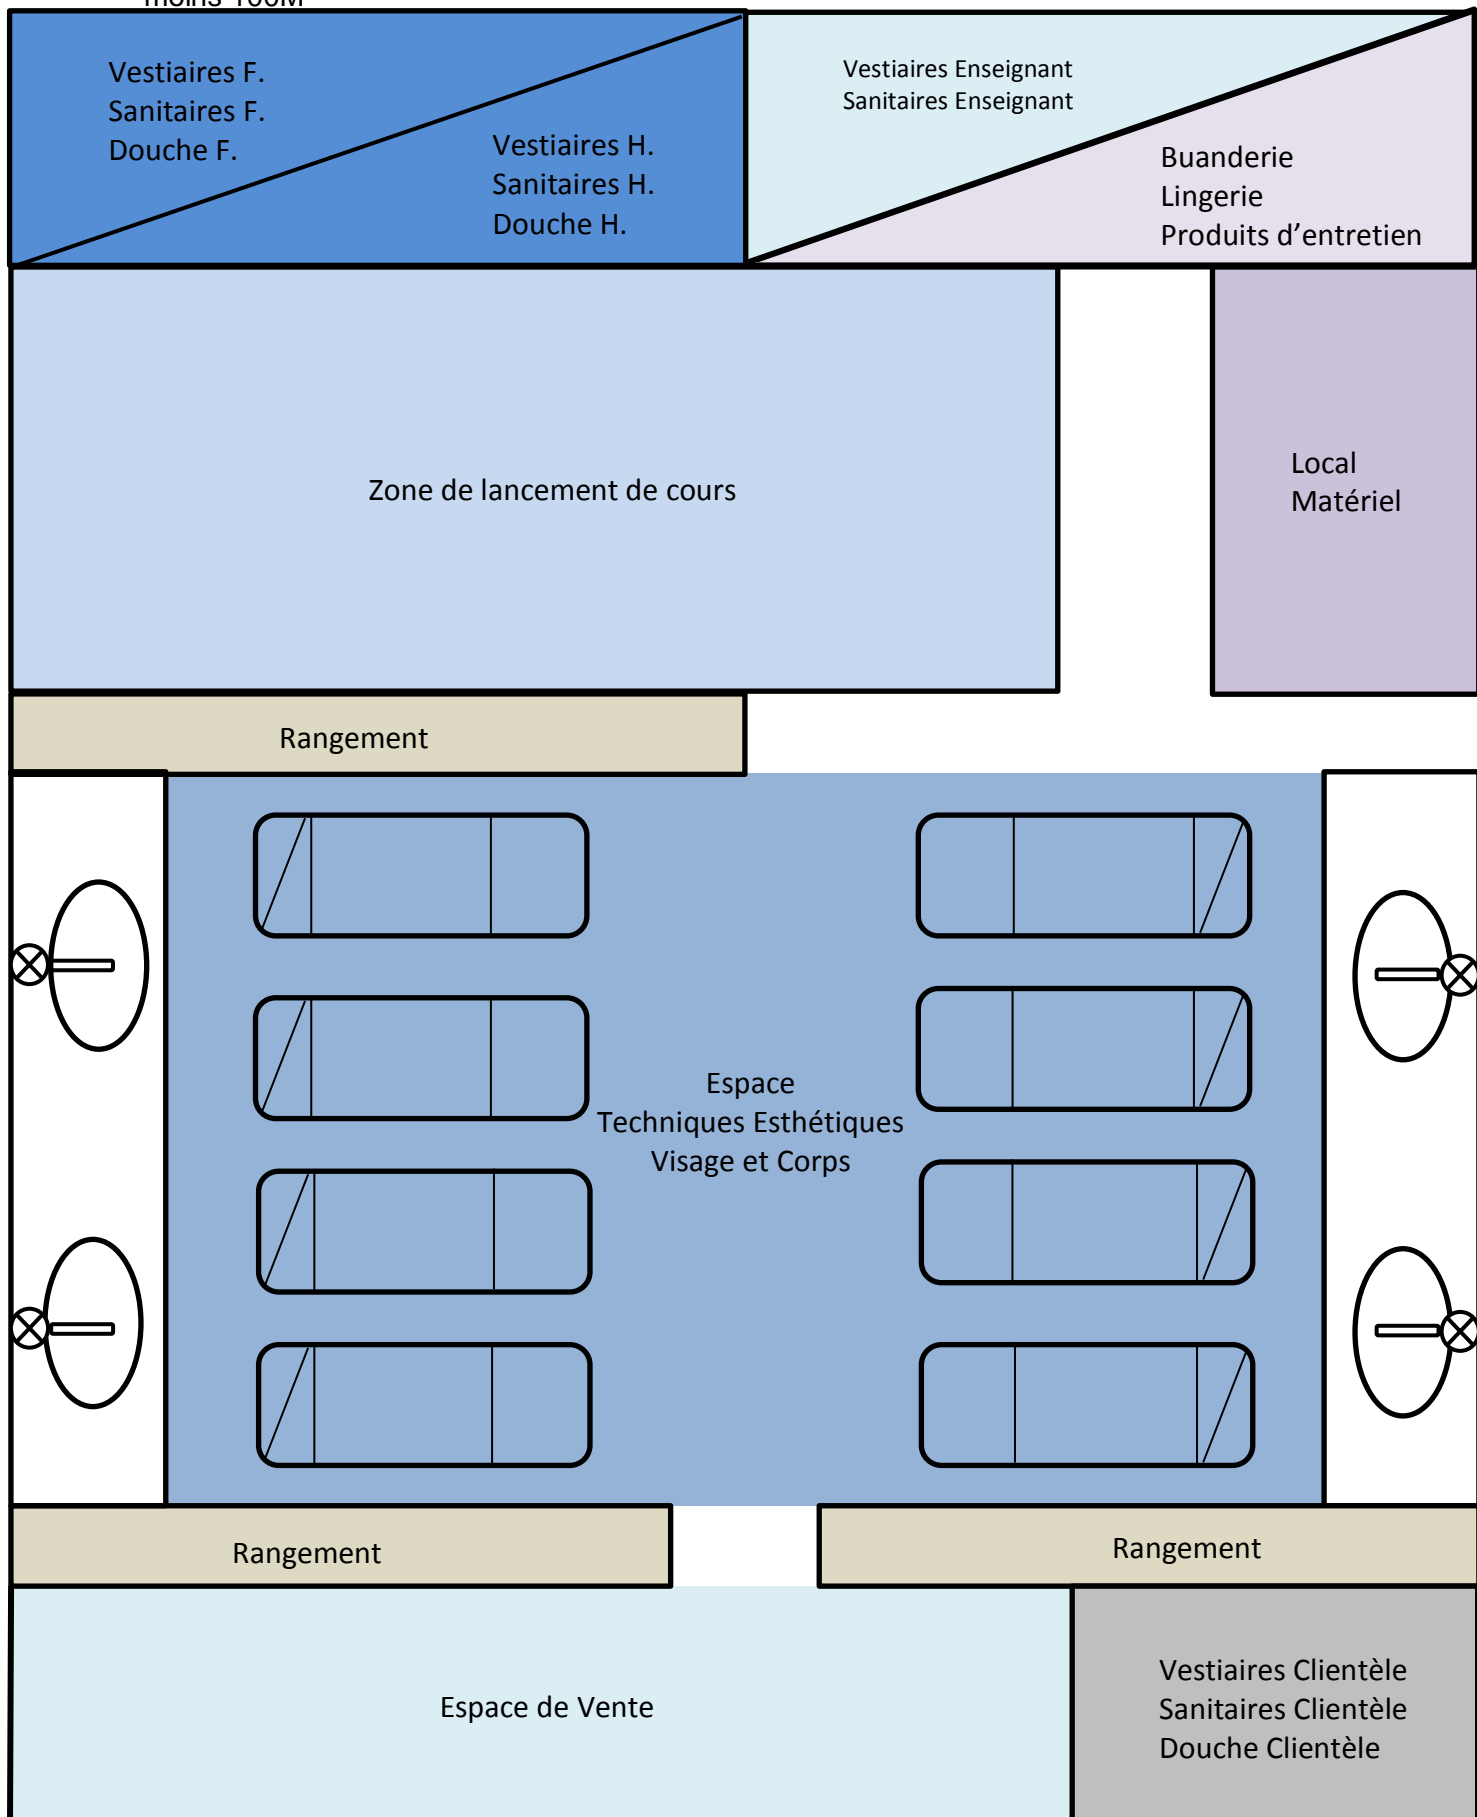 Vestiaires F.
Sanitaires F.
Douche F.
Vestiaires H.
Sanitaires H.
Douche H.
Vestiaires Enseignant
Sanitaires Enseignant
Buanderie
Lingerie
Produits d’entretien
Zone de lancement de cours
Local
Matériel
Rangement
Espace
Techniques Esthétiques
Visage et Corps
Rangement
Rangement
Espace de Vente
Vestiaires Clientèle
Sanitaires Clientèle
Douche Clientèle